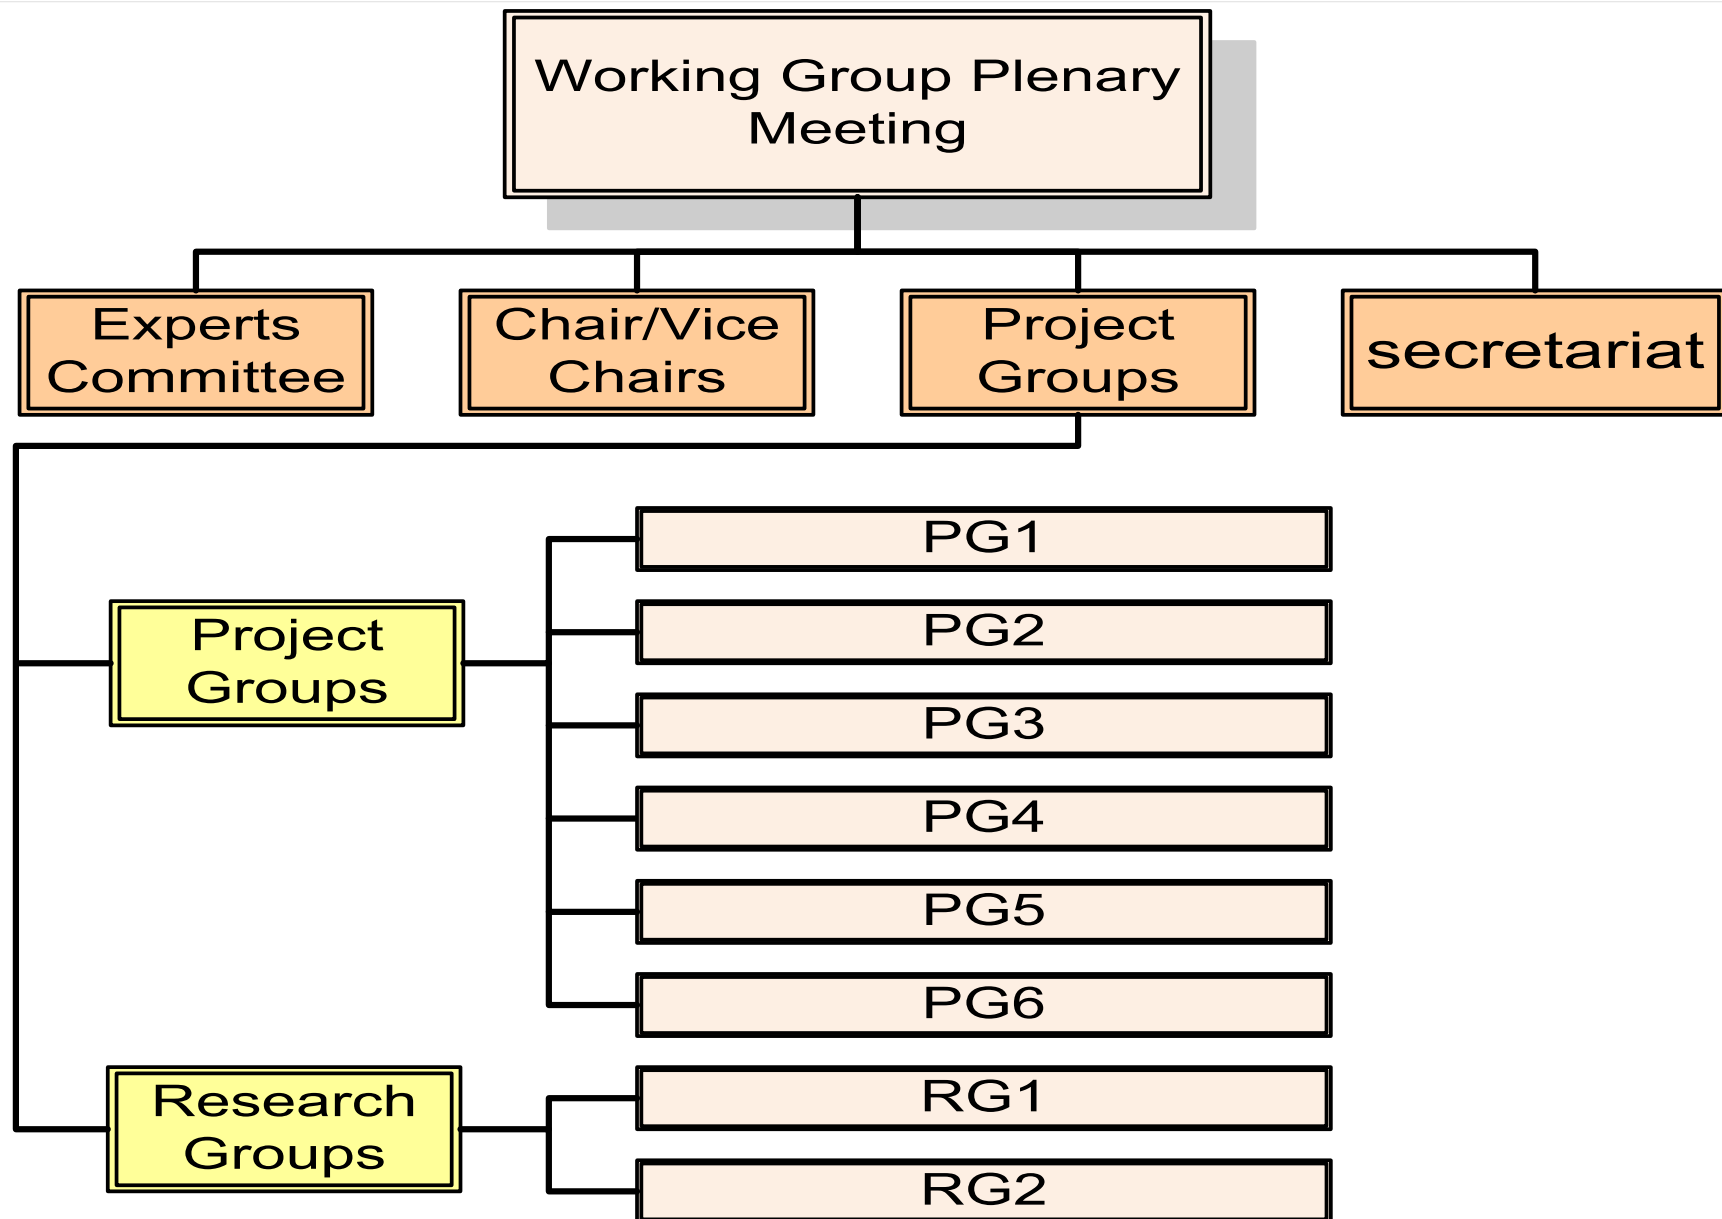 Working Group Plenary
Meeting
Experts
Committee
Chair/Vice
Chairs
Project
Groups
secretariat
PG1
PG2
Project
Groups
PG3
PG4
PG5
PG6
Research
Groups
RG1
RG2